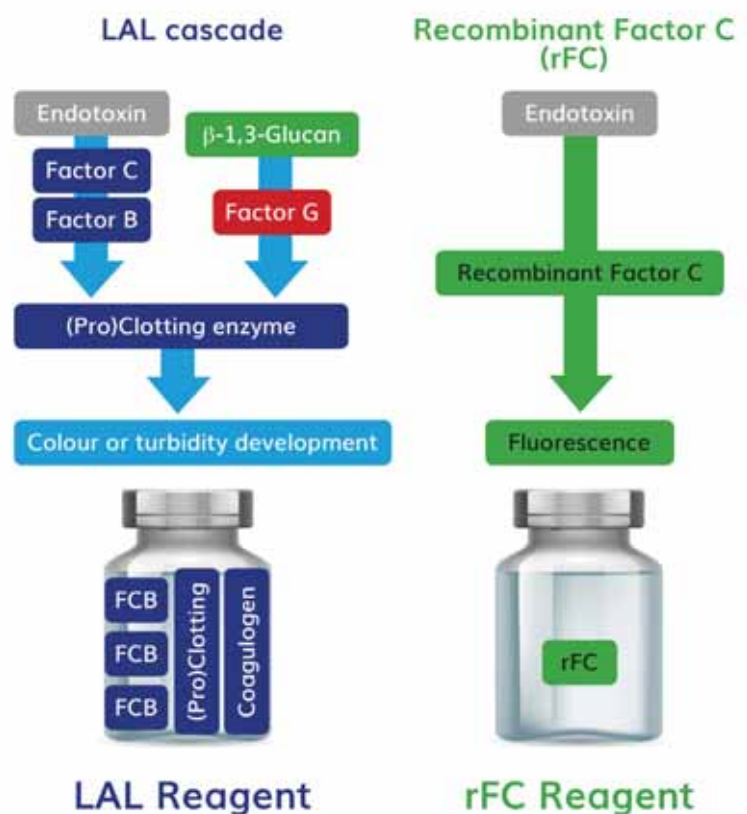 LAL cascade
Endotoxin
β-1,3-Glucan
Factor C
Factor B
Factor G
(Pro)Clotting enzyme
Colour or turbidity development
FCB
FCB
FCB
(Pro)Clotting
Coagulogen
LAL Reagent
Recombinant Factor C
(rFC)
Endotoxin
Recombinant Factor C
Fluorescence
rFC
rFC Reagent